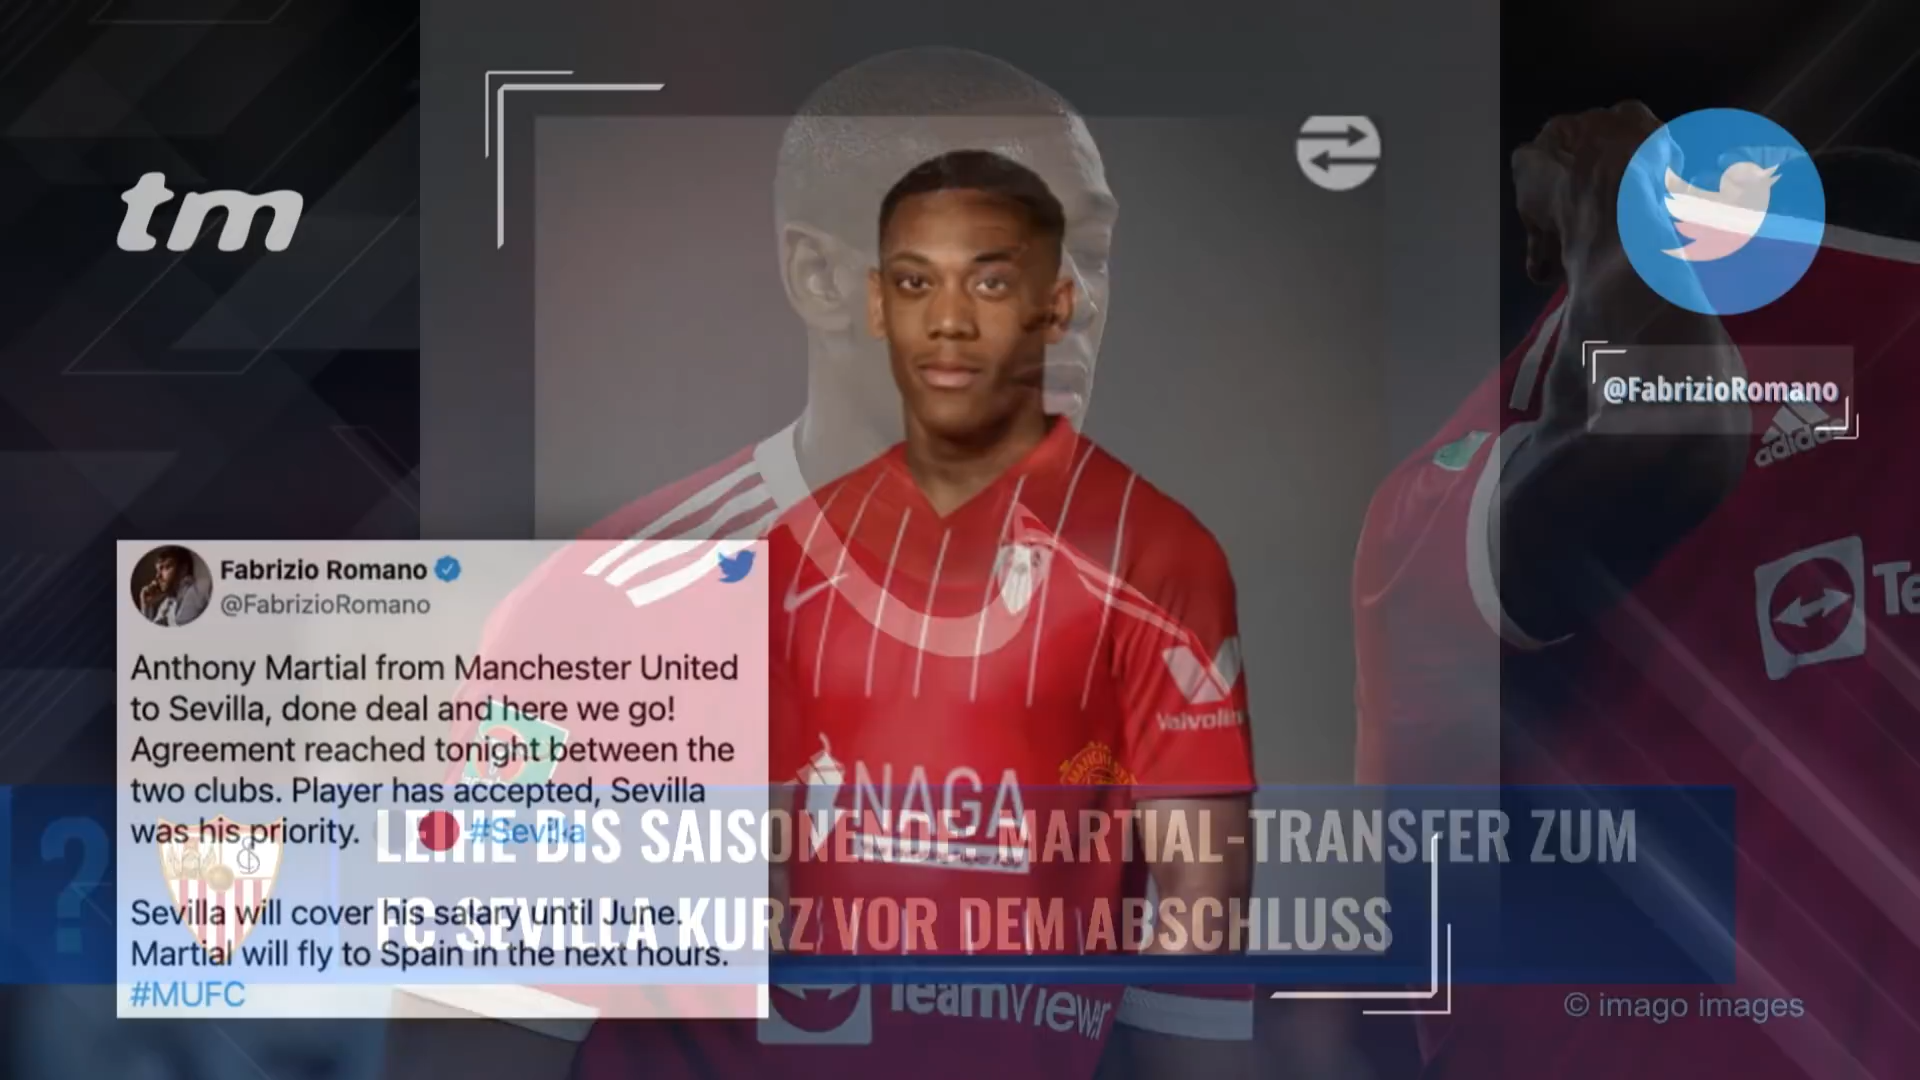 tm
@FabrizioRomano
adidas
Fabrizio Romano
@FabrizioRomano
Anthony Martial from Manchester United
to Sevilla, done deal and here we go!
Agreement reached tonight between the
two clubs. Player has accepted, Sevilla
was his priority. #Sevilla
Sevilla will cover his salary until June.
Martial will fly to Spain in the next hours.
#MUFC
Te
Valvolin
NAGA
?
LEIHE BIS SAISONENDE: MARTIAL-TRANSFER ZUM
FC SEVILLA KURZ VOR DEM ABSCHLUSS
TeamViewer
© imago images